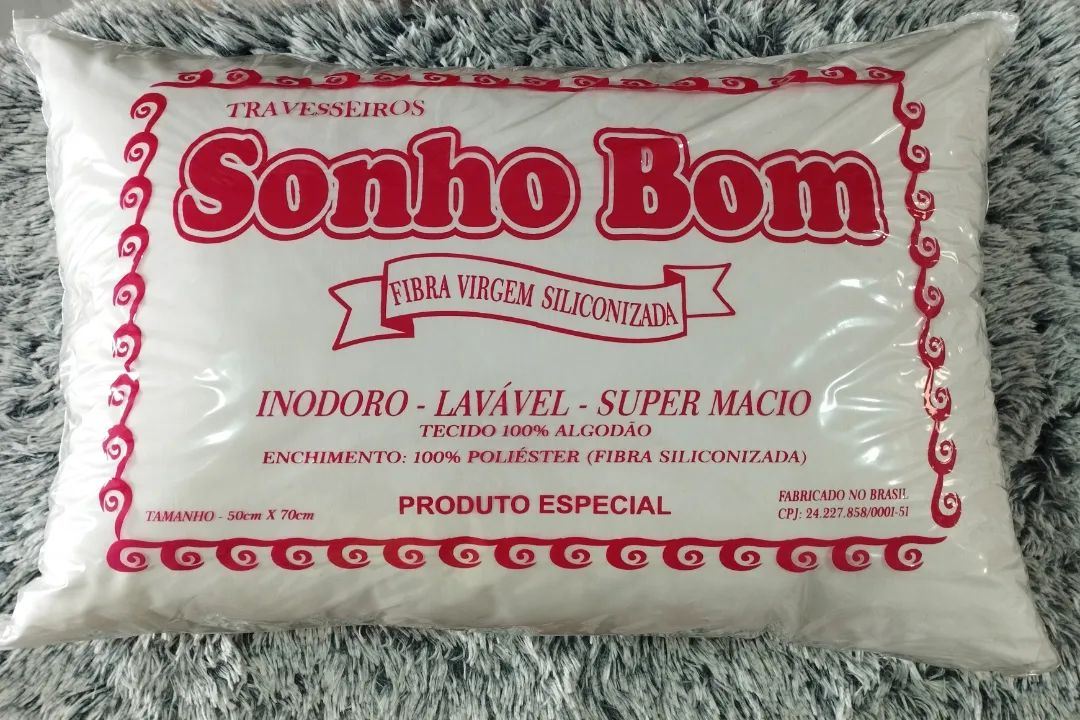 TRAVESSEIROS
Sonho Bom
FIBRA VIRGEM SILICONIZADA
INODORO - LAVÁVEL - SUPER MACIO
TECIDO 100% ALGODÃO
ENCHIMENTO: 100% POLIÉSTER (FIBRA SILICONIZADA)
PRODUTO ESPECIAL
TAMANHO - 50cm X 70cm
FABRICADO NO BRASIL
CPJ: 24.227.858/0001-51